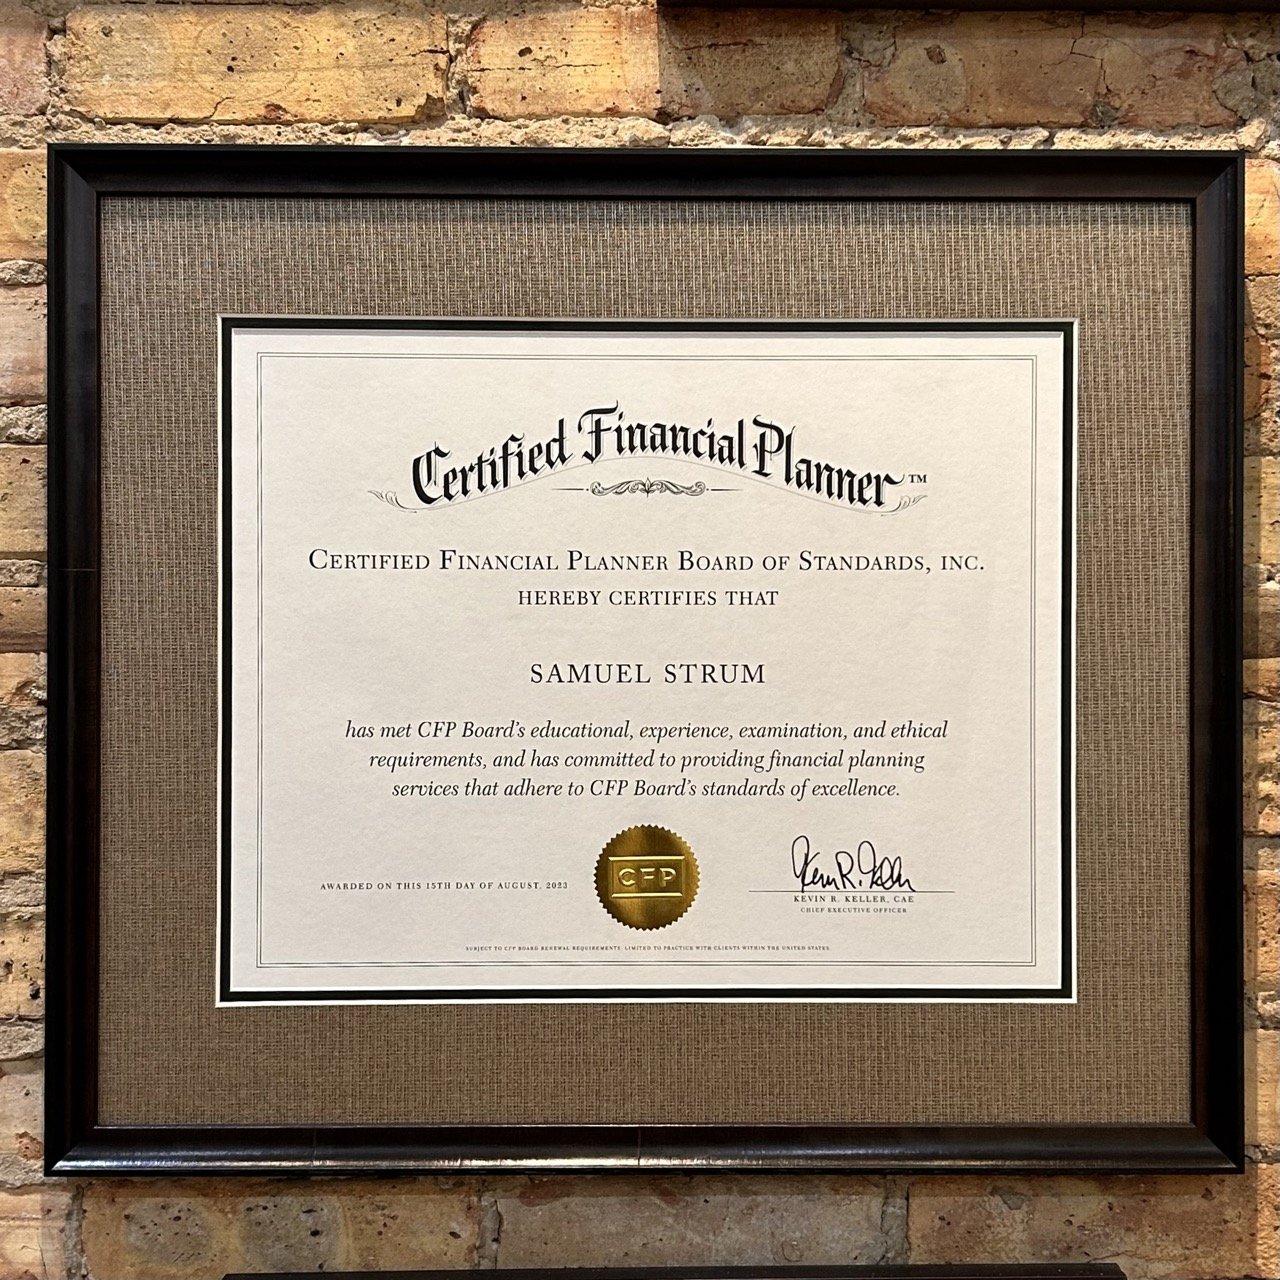 Certified Financial Planner™
CERTIFIED FINANCIAL PLANNER BOARD OF STANDARDS, INC.
HEREBY CERTIFIES THAT
SAMUEL STRUM
has met CFP Board's educational, experience, examination, and ethical
requirements, and has committed to providing financial planning
services that adhere to CFP Board's standards of excellence.
AWARDED ON THIS 15TH DAY OF AUGUST, 2023
CFP
Kevin R. Keller
KEVIN R. KELLER, CAE
CHIEF EXECUTIVE OFFICER
SUBJECT TO CFP BOARD RENEWAL REQUIREMENTS. LIMITED TO PRACTICE WITH CLIENTS WITHIN THE UNITED STATES.